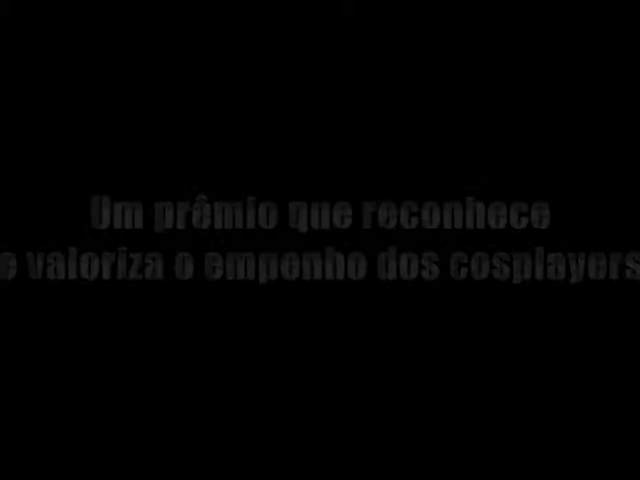 Um prêmio que reconhece
e valoriza o empenho dos cosplayers